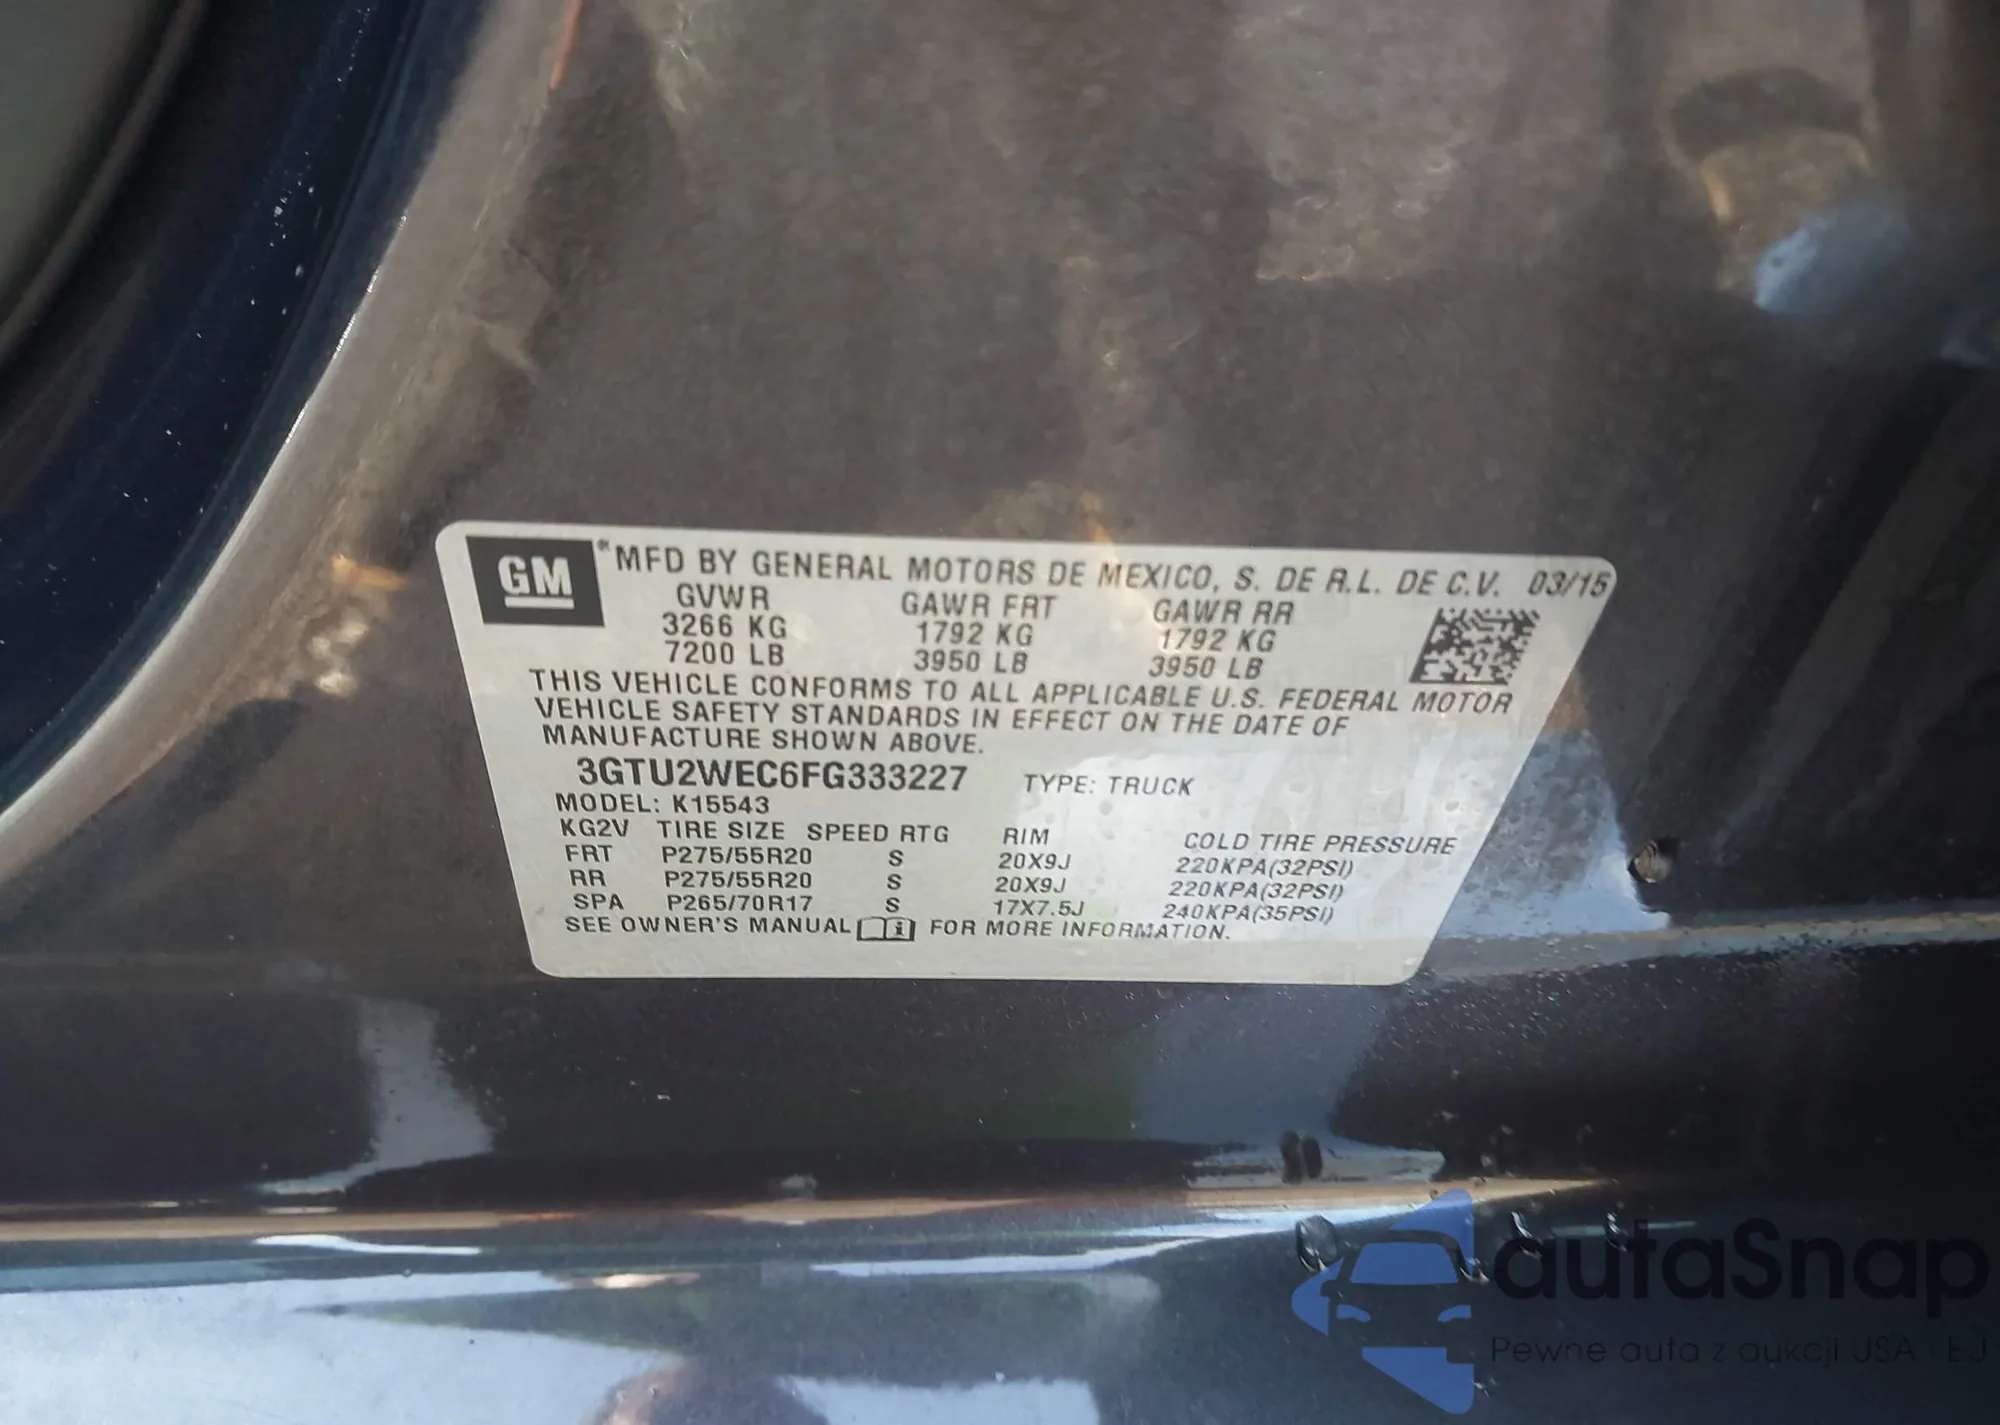 GM ®MFD BY GENERAL MOTORS DE MEXICO, S. DE R.L. DE C.V. 03/15
GVWR GAWR FRT GAWR RR
3266 KG 1792 KG 1792 KG
7200 LB 3950 LB 3950 LB
THIS VEHICLE CONFORMS TO ALL APPLICABLE U.S. FEDERAL MOTOR
VEHICLE SAFETY STANDARDS IN EFFECT ON THE DATE OF
MANUFACTURE SHOWN ABOVE.
3GTU2WEC6FG333227 TYPE: TRUCK
MODEL: K15543
KG2V TIRE SIZE SPEED RTG RIM COLD TIRE PRESSURE
FRT P275/55R20 S 20X9J 220KPA(32PSI)
RR P275/55R20 S 20X9J 220KPA(32PSI)
SPA P265/70R17 S 17X7.5J 240KPA(35PSI)
SEE OWNER'S MANUAL i FOR MORE INFORMATION.
autaSnap
Pewne auta z aukcji USA i EU